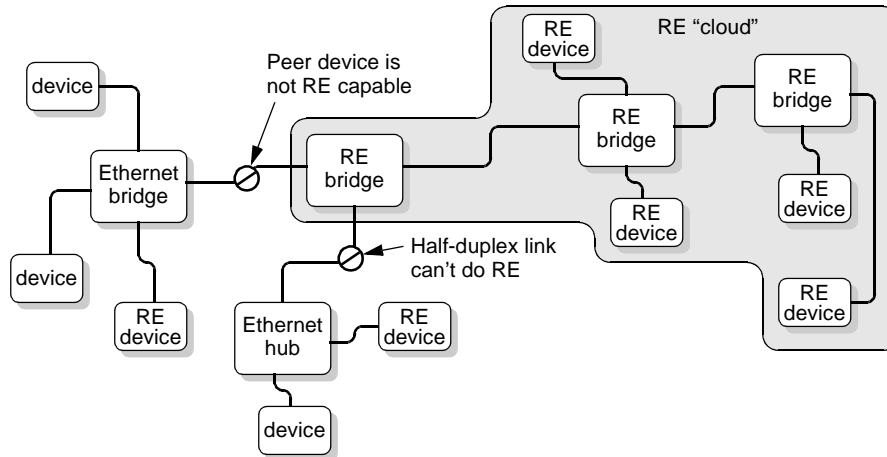 RE
device
RE “cloud”
Peer device is
not RE capable
device
RE
bridge
RE
bridge
Ethernet
bridge
RE
bridge
RE
device
RE
device
Half-duplex link
can’t do RE
device
RE
device
Ethernet
hub
RE
device
RE
device
device